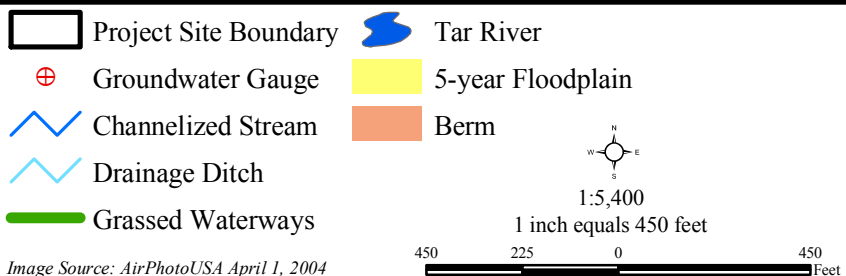 Project Site Boundary
Tar River
Groundwater Gauge
5-year Floodplain
Channelized Stream
Berm
Drainage Ditch
Grassed Waterways
N
W E
S
1:5,400
1 inch equals 450 feet
Image Source: AirPhotoUSA April 1, 2004
450 225 0 450
Feet